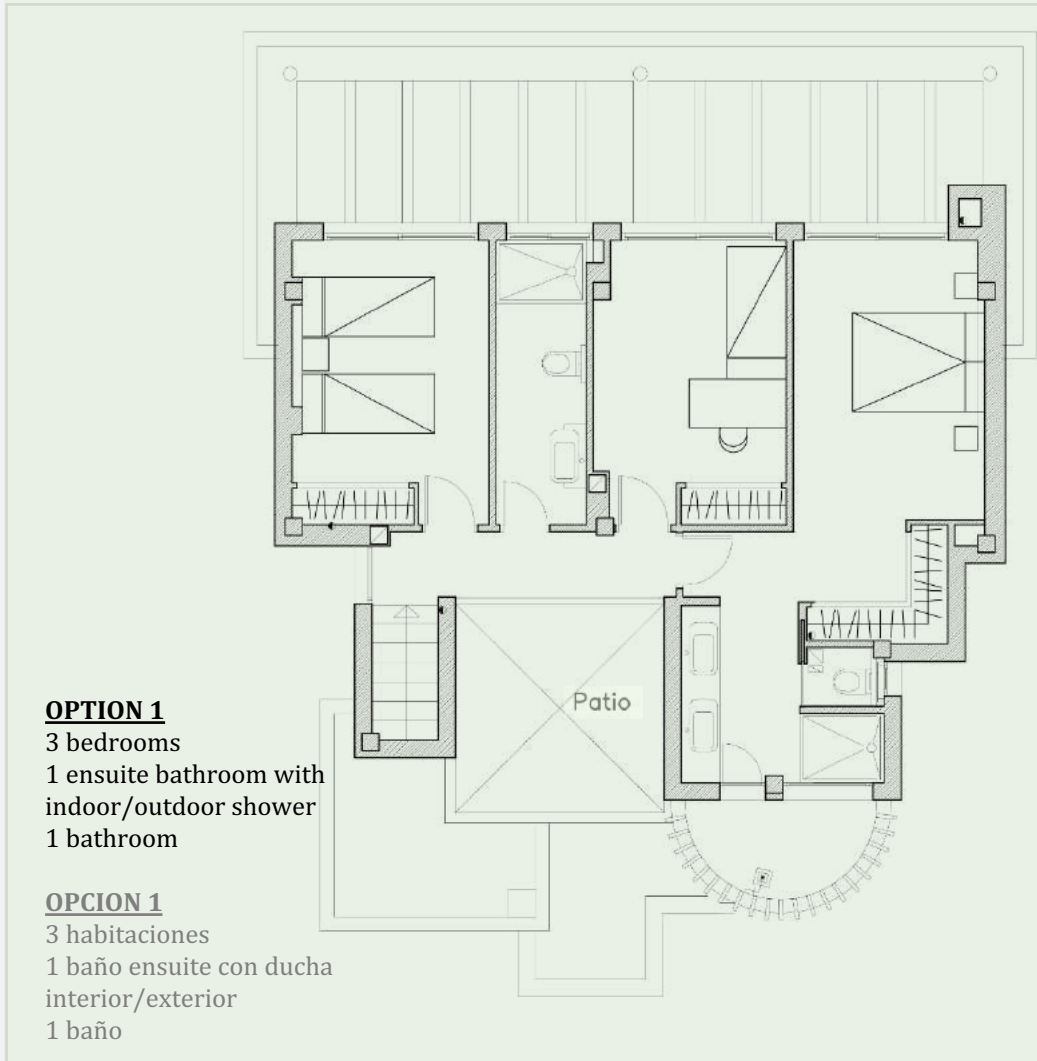 Patio
OPTION 1
3 bedrooms
1 ensuite bathroom with
indoor/outdoor shower
1 bathroom
OPCION 1
3 habitaciones
1 baño ensuite con ducha
interior/exterior
1 baño